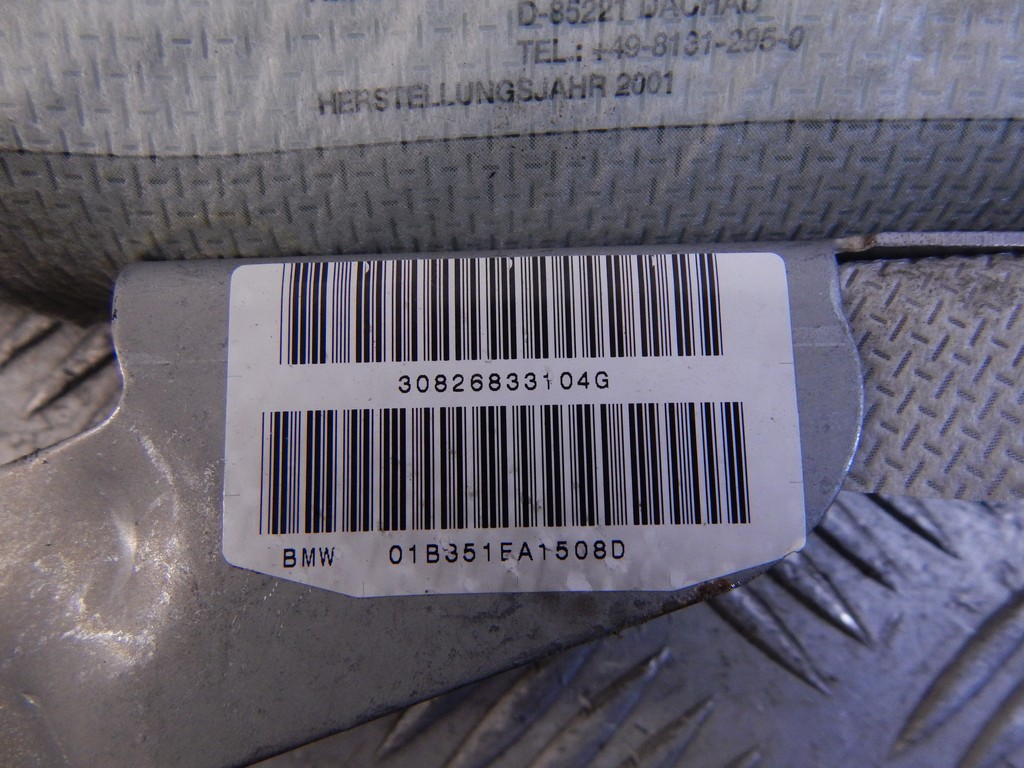 D-85221 DACHAU
TEL.: +49-8131-295-0
HERSTELLUNGSJAHR 2001
30826833104G
BMW 01B351EA1508D